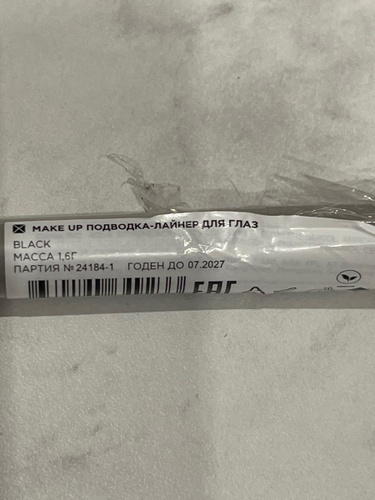 MAKE UP ПОДВОДКА-ЛАЙНЕР ДЛЯ ГЛАЗ
BLACK
МАССА 1,6Г
ПАРТИЯ № 24184-1 ГОДЕН ДО 07.2027
EAC